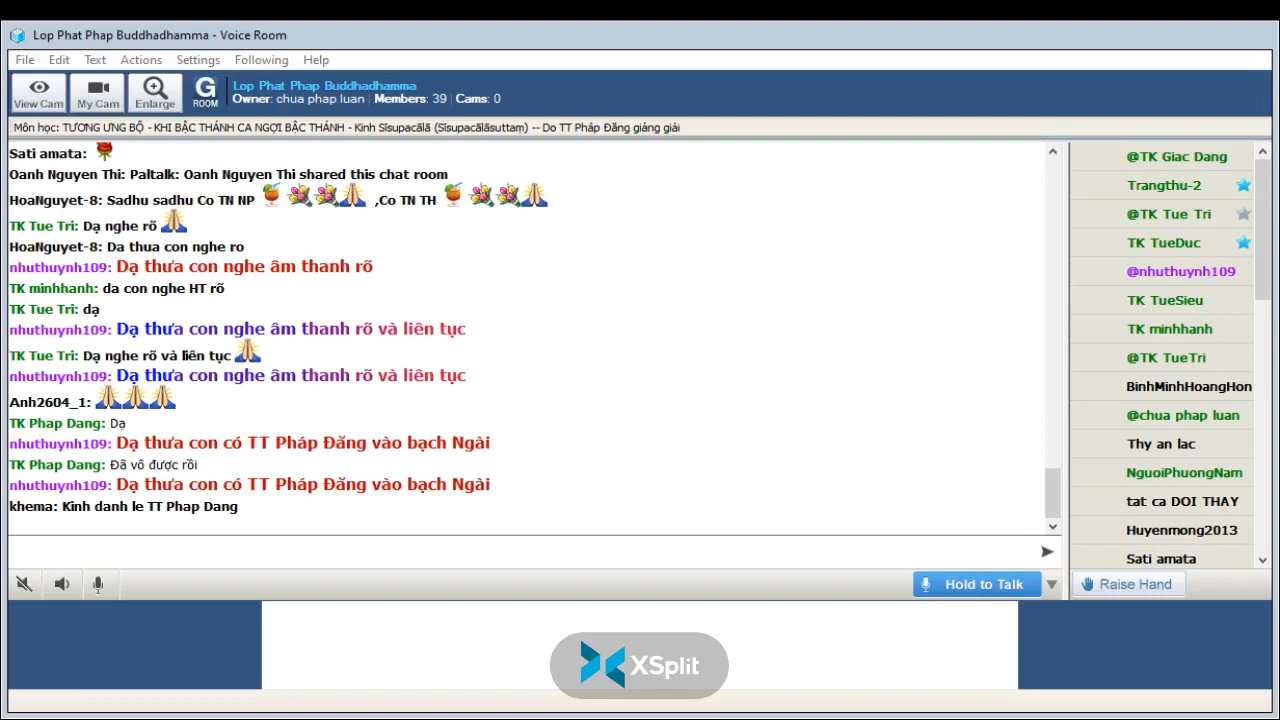 Lop Phat Phap Buddhadhamma - Voice Room
File Edit Text Actions Settings Following Help
View Cam My Cam Enlarge G ROOM
Lop Phat Phap Buddhadhamma
Owner: chua phap luan | Members: 39 | Cams: 0
Môn học: TƯƠNG ƯNG BỘ - KHI BẬC THÁNH CA NGỢI BẬC THÁNH - Kinh Sīsupacālā (Sīsupacālāsuttaṃ) -- Do TT Pháp Đăng giảng giải
Sati amata:
Oanh Nguyen Thi: Paltalk: Oanh Nguyen Thi shared this chat room
HoaNguyet-8: Sadhu sadhu Co TN NP ,Co TN TH
TK Tue Tri: Dạ nghe rõ
HoaNguyet-8: Da thua con nghe ro
nhuthuynh109: Dạ thưa con nghe âm thanh rõ
TK minhhanh: da con nghe HT rõ
TK Tue Tri: dạ
nhuthuynh109: Dạ thưa con nghe âm thanh rõ và liên tục
TK Tue Tri: Dạ nghe rõ và liên tục
nhuthuynh109: Dạ thưa con nghe âm thanh rõ và liên tục
Anh2604_1:
TK Phap Dang: Dạ
nhuthuynh109: Dạ thưa con có TT Pháp Đăng vào bạch Ngài
TK Phap Dang: Đã vô được rồi
nhuthuynh109: Dạ thưa con có TT Pháp Đăng vào bạch Ngài
khema: Kinh danh le TT Phap Dang
@TK Giac Dang
Trangthu-2
@TK Tue Tri
TK TueDuc
@nhuthuynh109
TK TueSieu
TK minhhanh
@TK TueTri
BinhMinhHoangHon
@chua phap luan
Thy an lac
NguoiPhuongNam
tat ca DOI THAY
Huyenmong2013
Sati amata
Hold to Talk
Raise Hand
XSplit